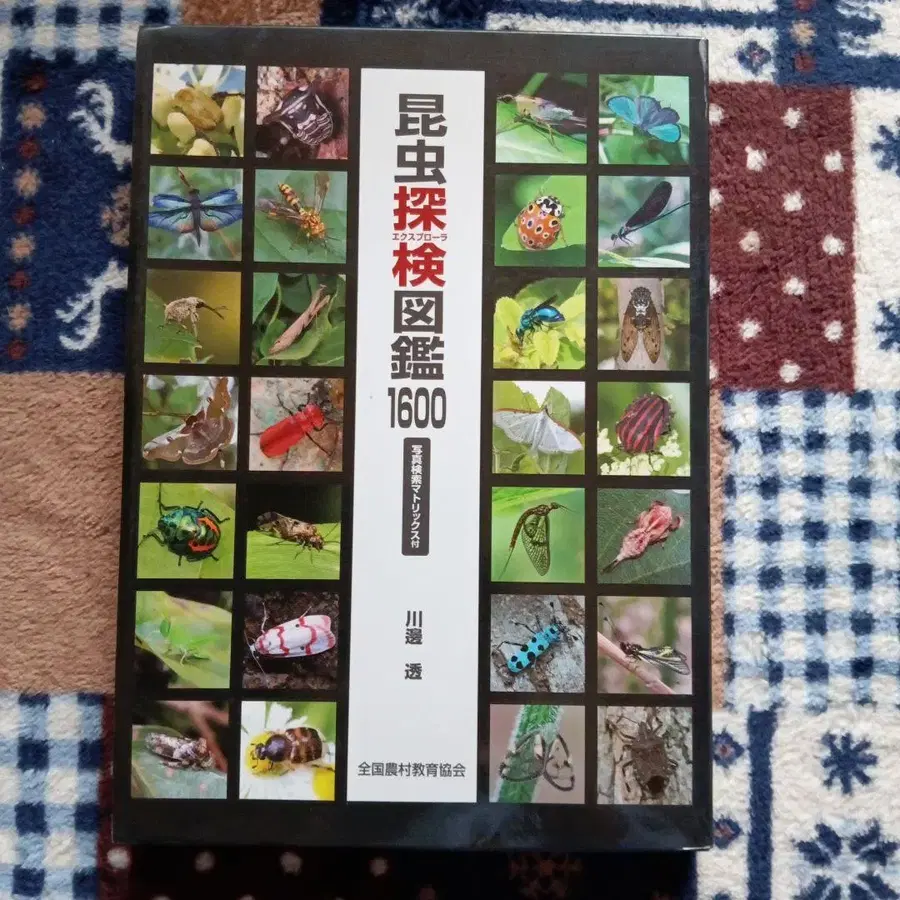 昆虫探検図鑑1600
エクスプローラ
写真検索マトリックス付
川邊 透
全国農村教育協会